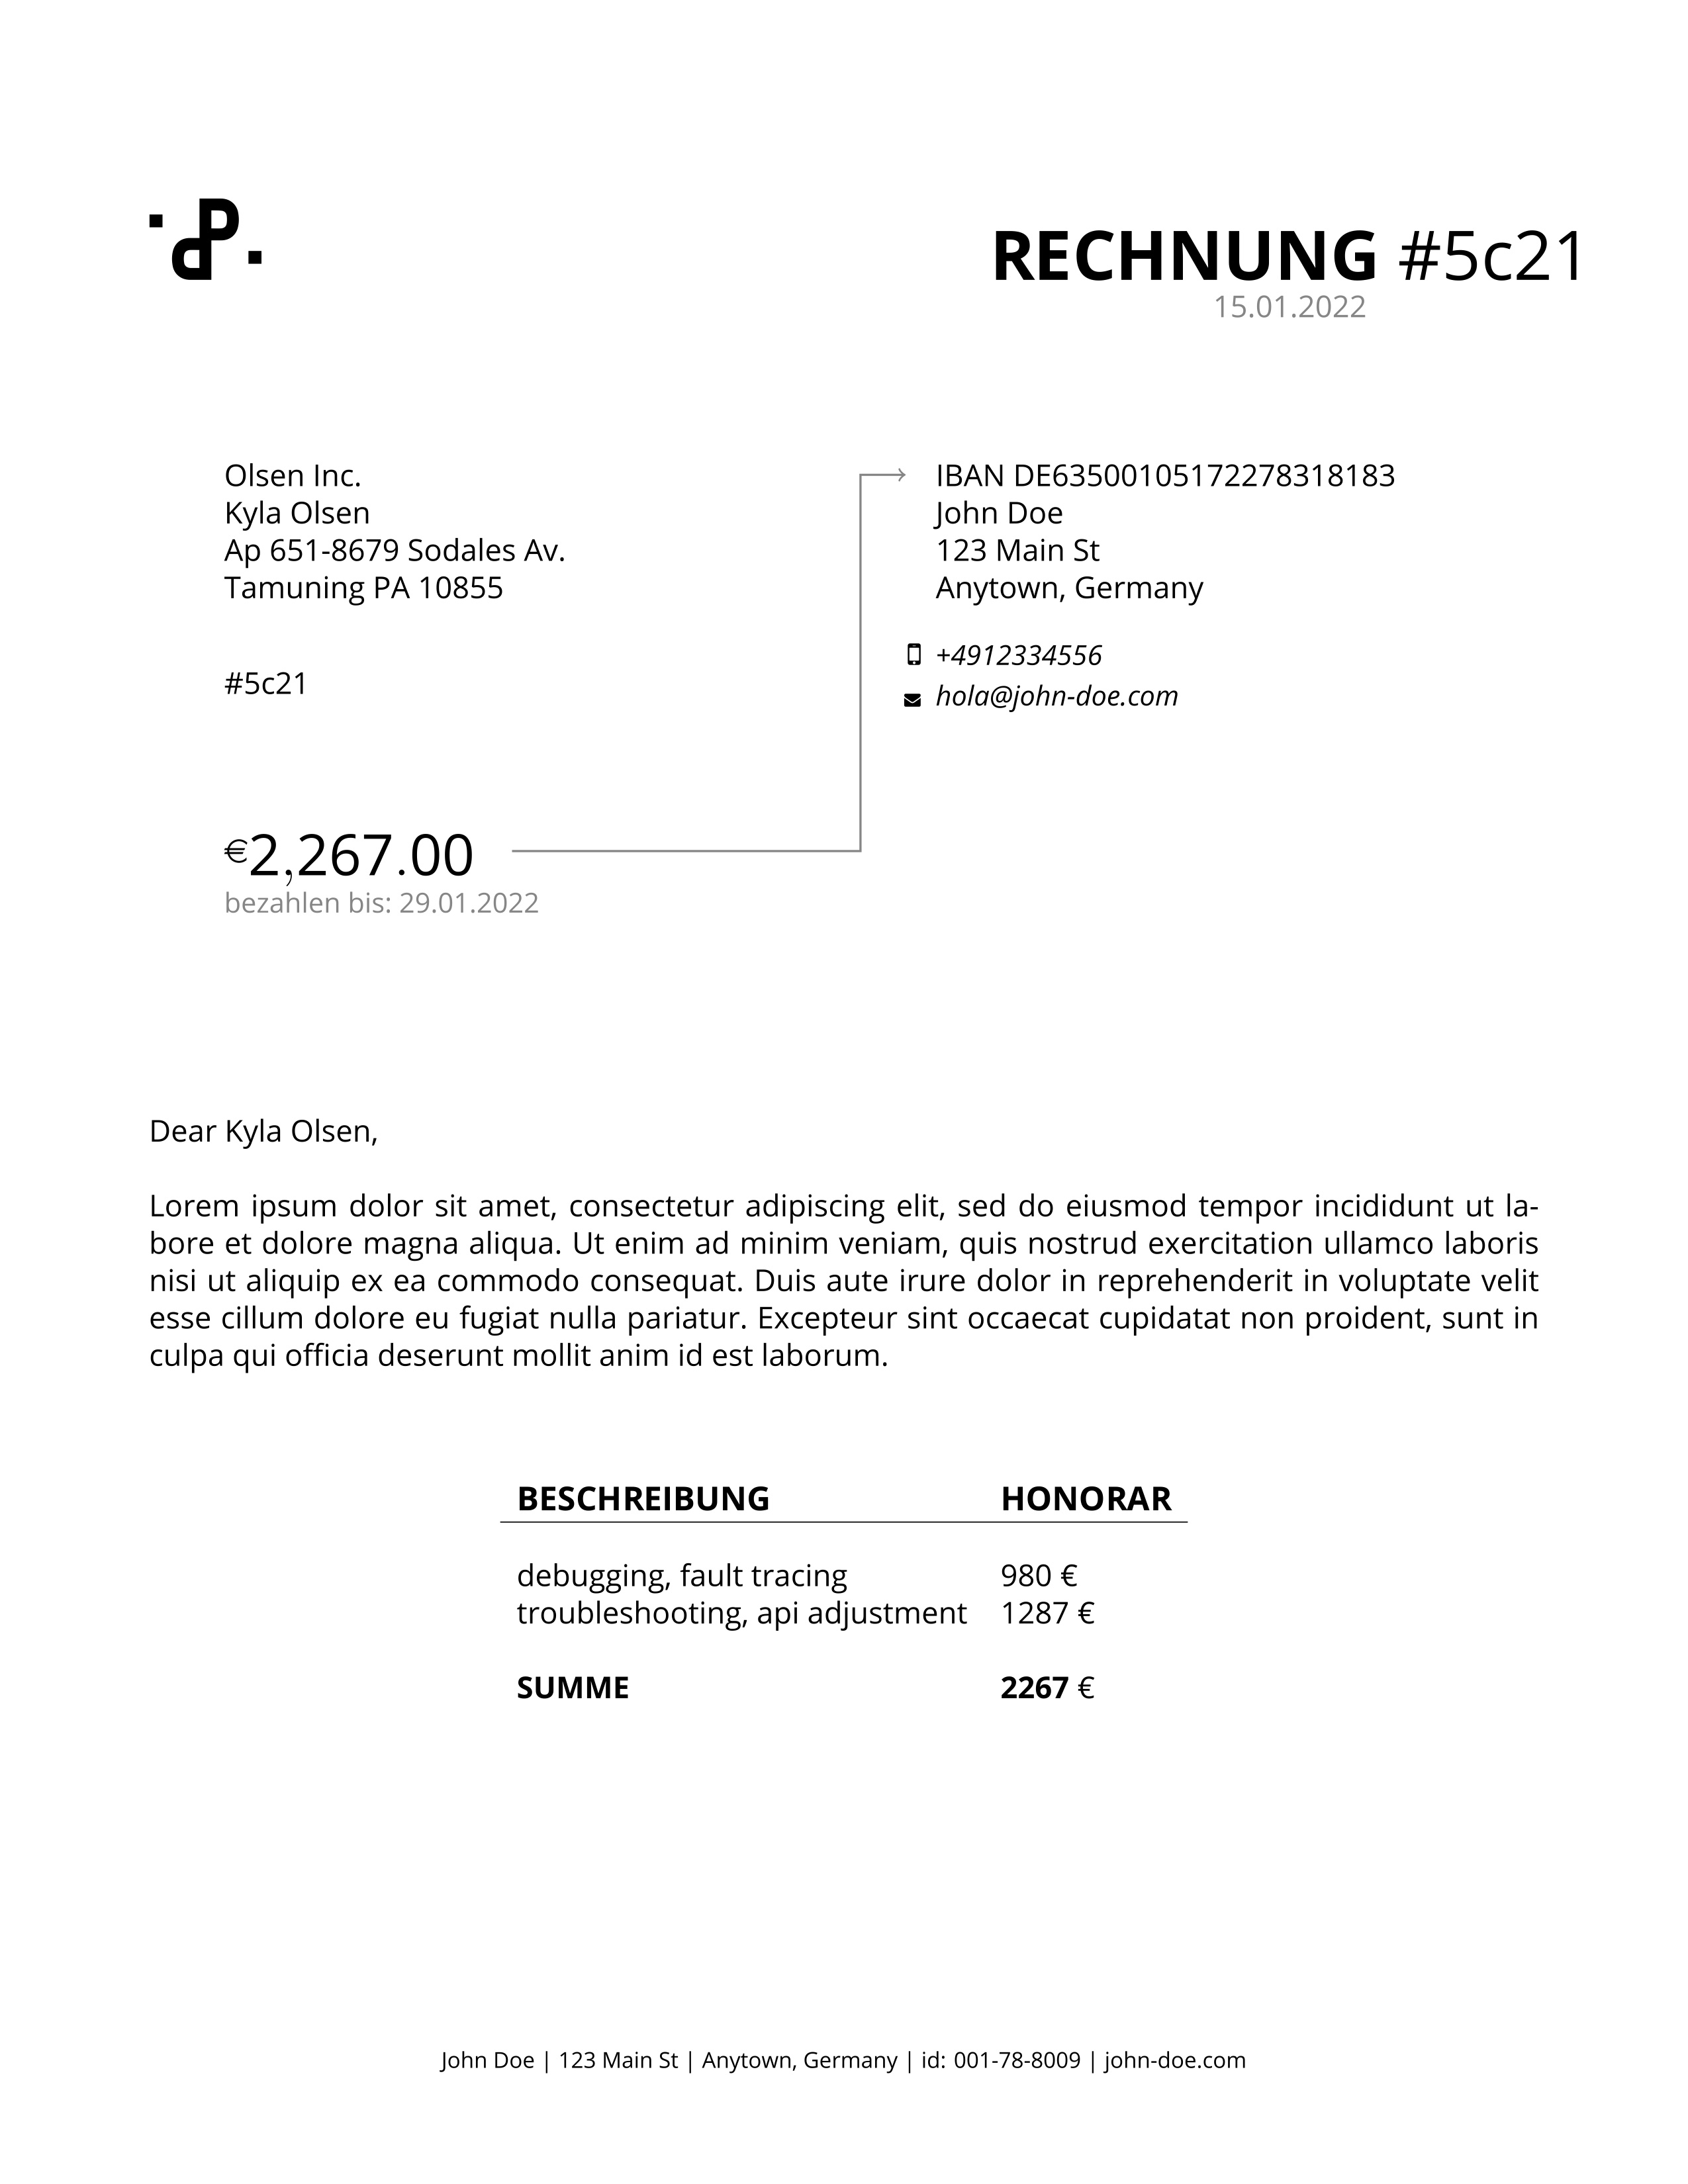 RECHNUNG #5c21
15.01.2022
Olsen Inc.
Kyla Olsen
Ap 651-8679 Sodales Av.
Tamuning PA 10855
#5c21
IBAN DE63500105172278318183
John Doe
123 Main St
Anytown, Germany
+4912334556
hola@john-doe.com
€2,267.00
bezahlen bis: 29.01.2022
Dear Kyla Olsen,
Lorem ipsum dolor sit amet, consectetur adipiscing elit, sed do eiusmod tempor incididunt ut la-
bore et dolore magna aliqua. Ut enim ad minim veniam, quis nostrud exercitation ullamco laboris
nisi ut aliquip ex ea commodo consequat. Duis aute irure dolor in reprehenderit in voluptate velit
esse cillum dolore eu fugiat nulla pariatur. Excepteur sint occaecat cupidatat non proident, sunt in
culpa qui officia deserunt mollit anim id est laborum.
BESCHREIBUNG HONORAR
debugging, fault tracing 980 €
troubleshooting, api adjustment 1287 €
SUMME 2267 €
John Doe | 123 Main St | Anytown, Germany | id: 001-78-8009 | john-doe.com